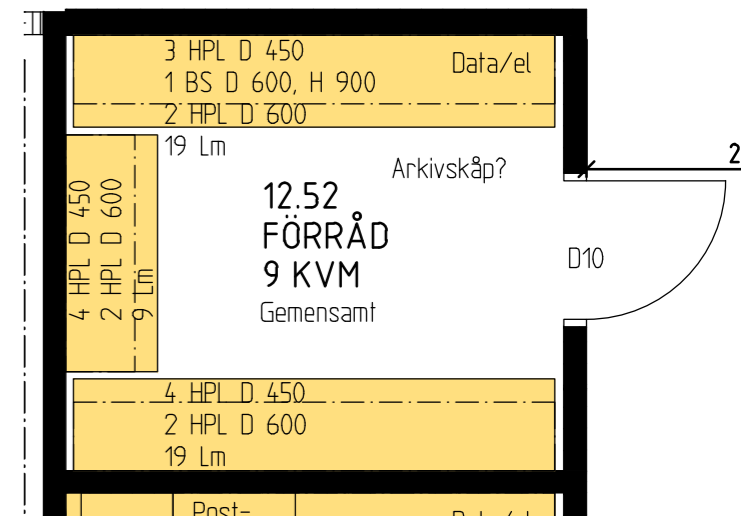 3 HPL D 450
1 BS D 600, H 900
2 HPL D 600
19 Lm
Data/el
Arkivskåp?
2
4 HPL D 450
2 HPL D 600
9 Lm
12.52
FÖRRÅD
9 KVM
Gemensamt
D10
4 HPL D 450
2 HPL D 600
19 Lm
Post-
Data/el